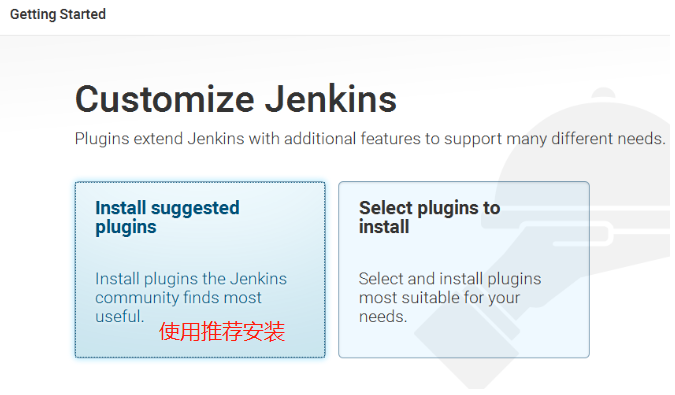 Getting Started
Customize Jenkins
Plugins extend Jenkins with additional features to support many different needs.
Install suggested
plugins
Install plugins the Jenkins
community finds most
useful.
使用推荐安装
Select plugins to
install
Select and install plugins
most suitable for your
needs.